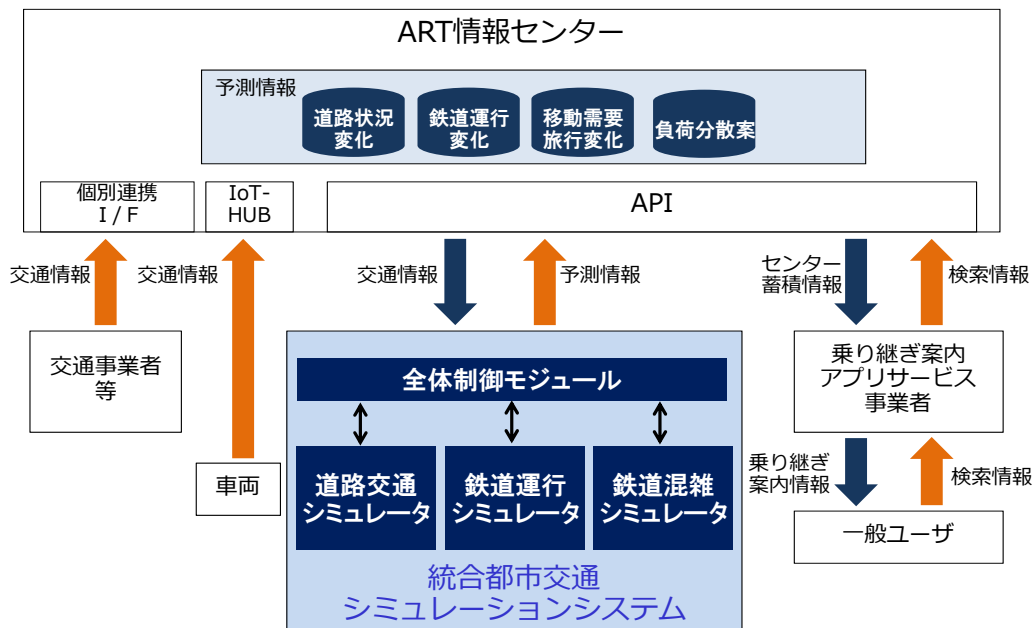 ART情報センター
予測情報
道路状況
変化
鉄道運行
変化
移動需要
旅行変化
負荷分散案
個別連携
I / F
IoT-
HUB
API
交通情報
交通情報
交通情報
予測情報
センター
蓄積情報
検索情報
交通事業者
等
全体制御モジュール
乗り継ぎ案内
アプリサービス
事業者
車両
道路交通
シミュレータ
鉄道運行
シミュレータ
鉄道混雑
シミュレータ
乗り継ぎ
案内情報
検索情報
一般ユーザ
統合都市交通
シミュレーションシステム